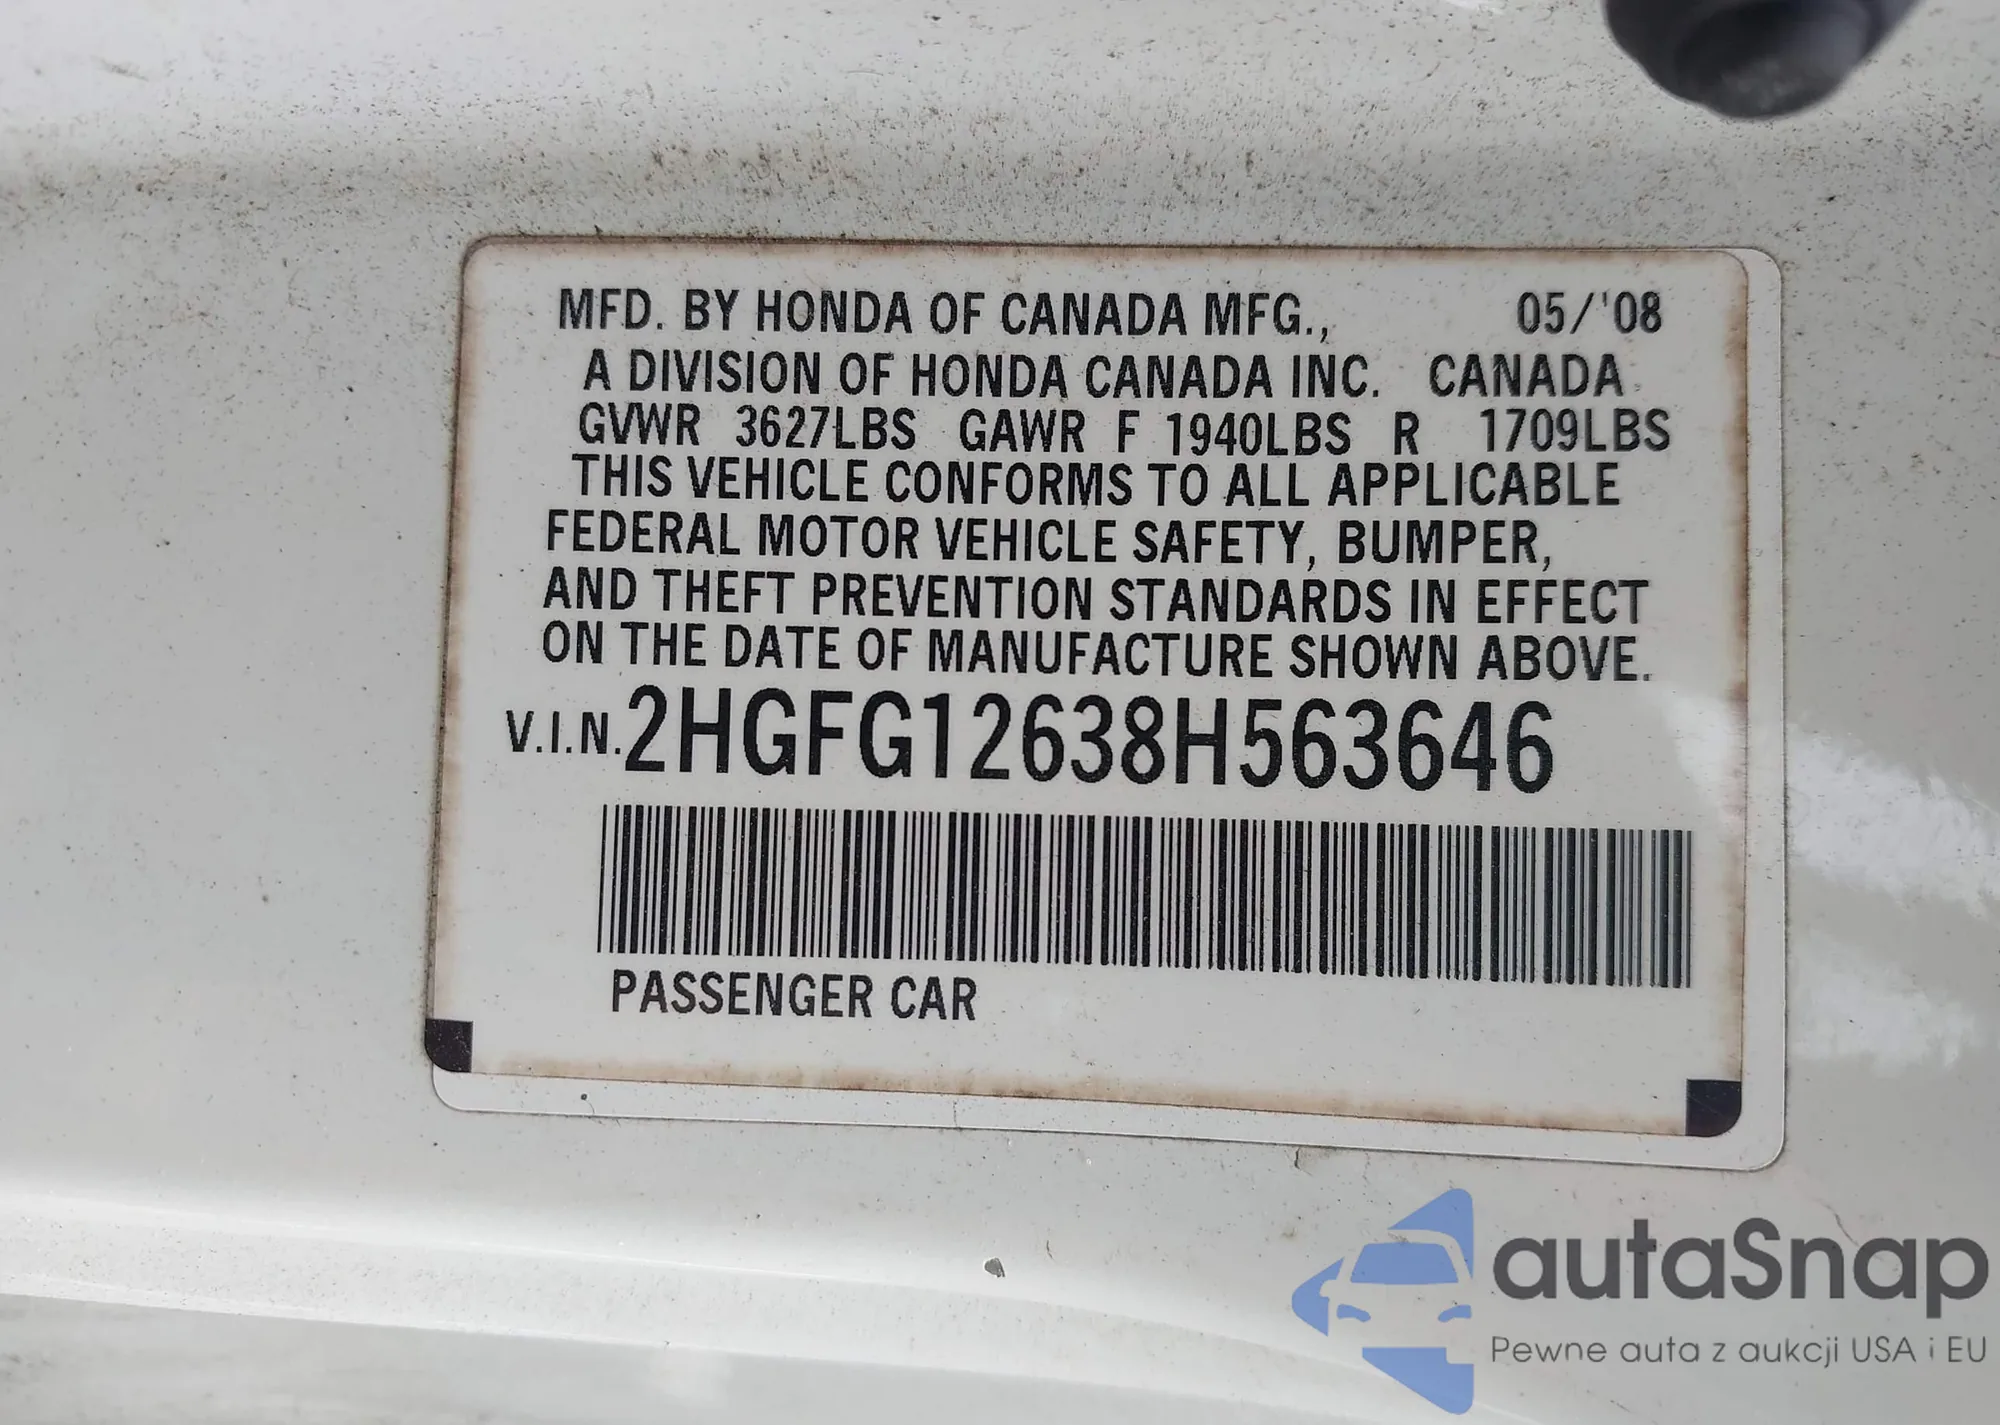 MFD. BY HONDA OF CANADA MFG., 05/'08
A DIVISION OF HONDA CANADA INC. CANADA
GVWR 3627LBS GAWR F 1940LBS R 1709LBS
THIS VEHICLE CONFORMS TO ALL APPLICABLE
FEDERAL MOTOR VEHICLE SAFETY, BUMPER,
AND THEFT PREVENTION STANDARDS IN EFFECT
ON THE DATE OF MANUFACTURE SHOWN ABOVE.
V.I.N. 2HGFG12638H563646
PASSENGER CAR
autaSnap
Pewne auta z aukcji USA i EU